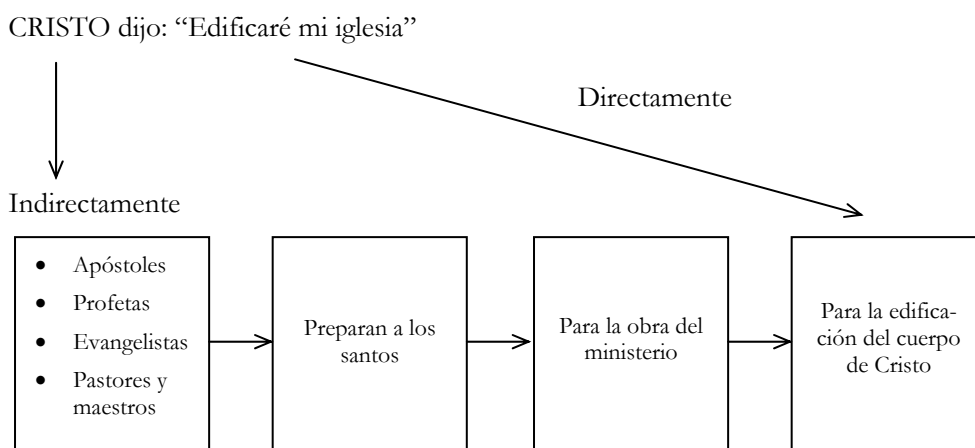 CRISTO dijo: “Edificaré mi iglesia”
Directamente
Indirectamente
• Apóstoles
• Profetas
• Evangelistas
• Pastores y
maestros
Preparan a los
santos
Para la obra del
ministerio
Para la edifica-
ción del cuerpo
de Cristo